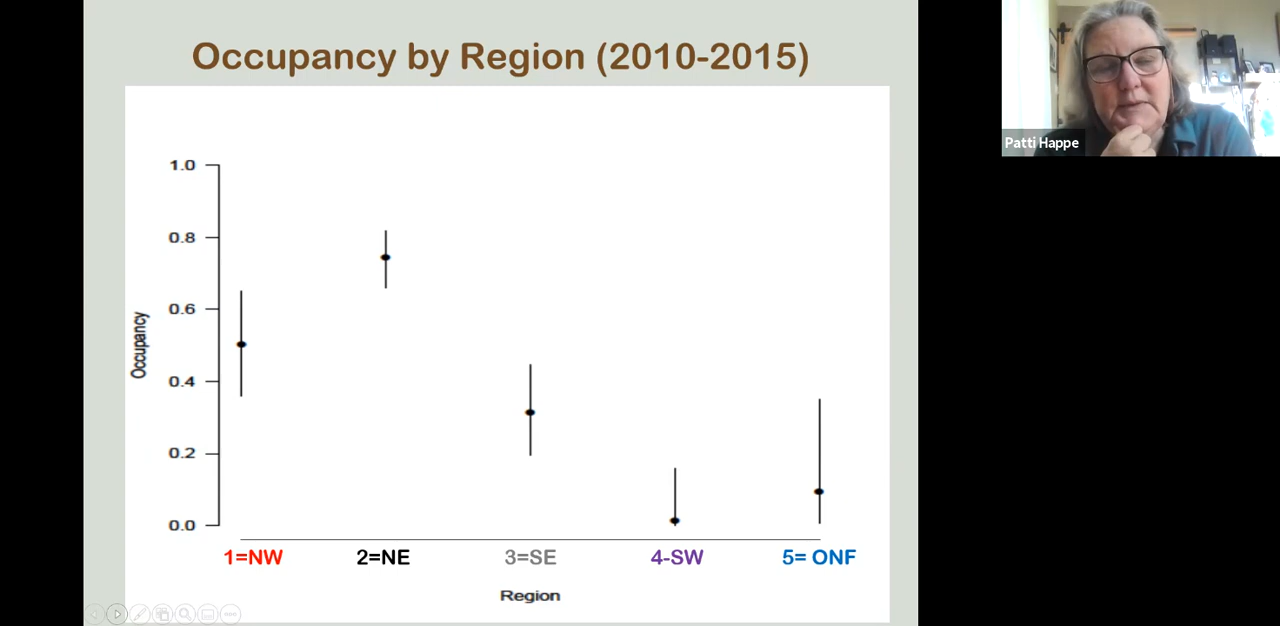 Occupancy by Region (2010-2015)
Patti Happe
1.0
0.8
0.6
0.4
0.2
0.0
Occupancy
1=NW 2=NE 3=SE 4-SW 5= ONF
Region